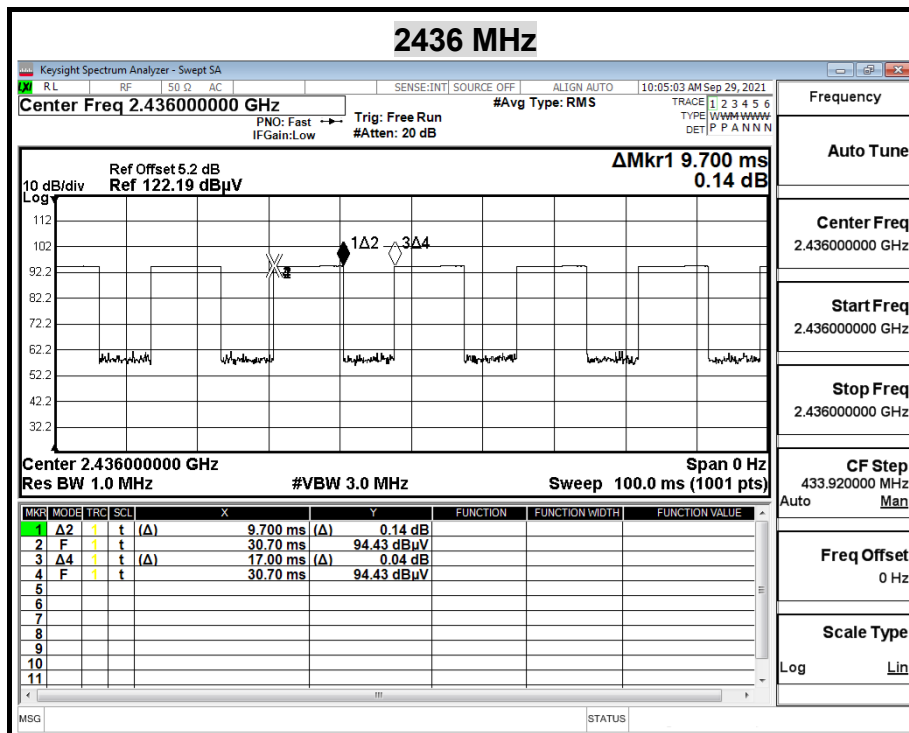 2436 MHz
Keysight Spectrum Analyzer - Swept SA
LXI RL RF 50 Ω AC SENSE:INT SOURCE OFF ALIGN AUTO 10:05:03 AM Sep 29, 2021
Center Freq 2.436000000 GHz
#Avg Type: RMS
TRACE 1 2 3 4 5 6
PNO: Fast
Trig: Free Run
TYPE WWMWWWW
IFGain:Low
#Atten: 20 dB
DET P P A N N N
ΔMkr1 9.700 ms
0.14 dB
Ref Offset 5.2 dB
10 dB/div Ref 122.19 dBµV
Log
112
102
1Δ2 3Δ4
92.2
82.2
72.2
62.2
52.2
42.2
32.2
Center 2.436000000 GHz Span 0 Hz
Res BW 1.0 MHz #VBW 3.0 MHz Sweep 100.0 ms (1001 pts)
MKR MODE TRC SCL X Y FUNCTION FUNCTION WIDTH FUNCTION VALUE
1 Δ2 1 t (Δ) 9.700 ms (Δ) 0.14 dB
2 F 1 t 30.70 ms 94.43 dBµV
3 Δ4 1 t (Δ) 17.00 ms (Δ) 0.04 dB
4 F 1 t 30.70 ms 94.43 dBµV
5
6
7
8
9
10
11
MSG STATUS
Frequency
Auto Tune
Center Freq
2.436000000 GHz
Start Freq
2.436000000 GHz
Stop Freq
2.436000000 GHz
CF Step
433.920000 MHz
Auto Man
Freq Offset
0 Hz
Scale Type
Log Lin